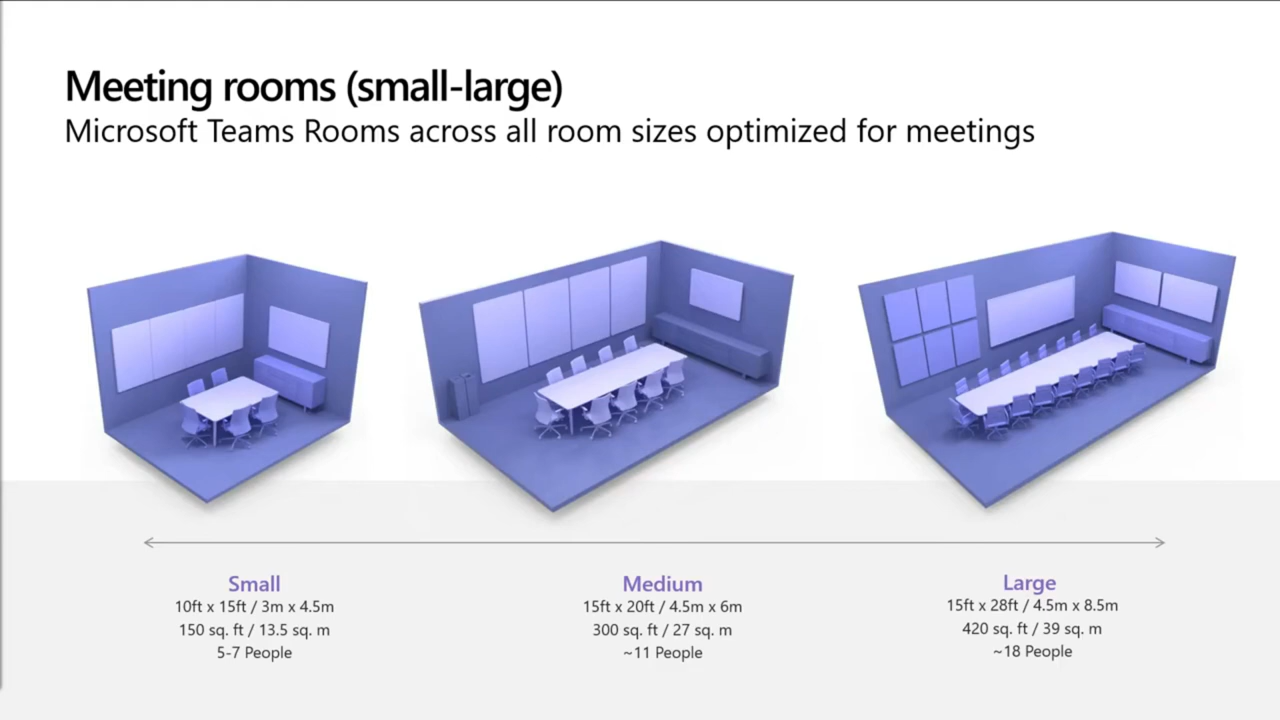 Meeting rooms (small-large)
Microsoft Teams Rooms across all room sizes optimized for meetings
Small
10ft x 15ft / 3m x 4.5m
150 sq. ft / 13.5 sq. m
5-7 People
Medium
15ft x 20ft / 4.5m x 6m
300 sq. ft / 27 sq. m
~11 People
Large
15ft x 28ft / 4.5m x 8.5m
420 sq. ft / 39 sq. m
~18 People